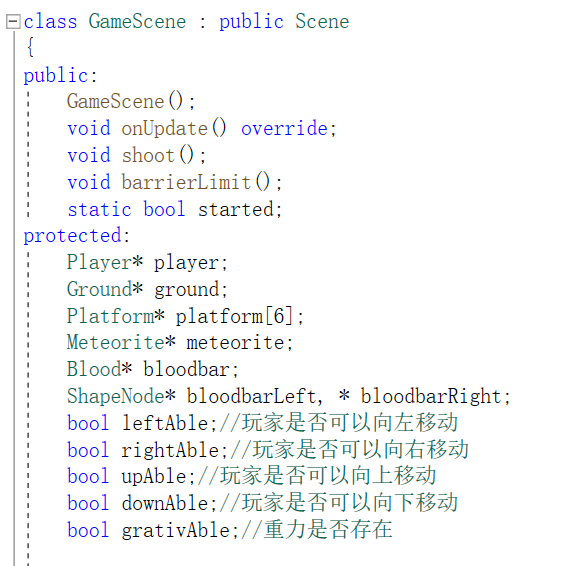 class GameScene : public Scene
{
public:
    GameScene();
    void onUpdate() override;
    void shoot();
    void barrierLimit();
    static bool started;
protected:
    Player* player;
    Ground* ground;
    Platform* platform[6];
    Meteorite* meteorite;
    Blood* bloodbar;
    ShapeNode* bloodbarLeft, * bloodbarRight;
    bool leftAble;//玩家是否可以向左移动
    bool rightAble;//玩家是否可以向右移动
    bool upAble;//玩家是否可以向上移动
    bool downAble;//玩家是否可以向下移动
    bool grativAble;//重力是否存在